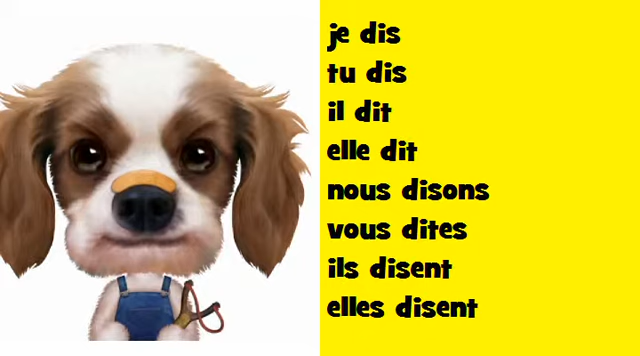 je dis
tu dis
il dit
elle dit
nous disons
vous dites
ils disent
elles disent